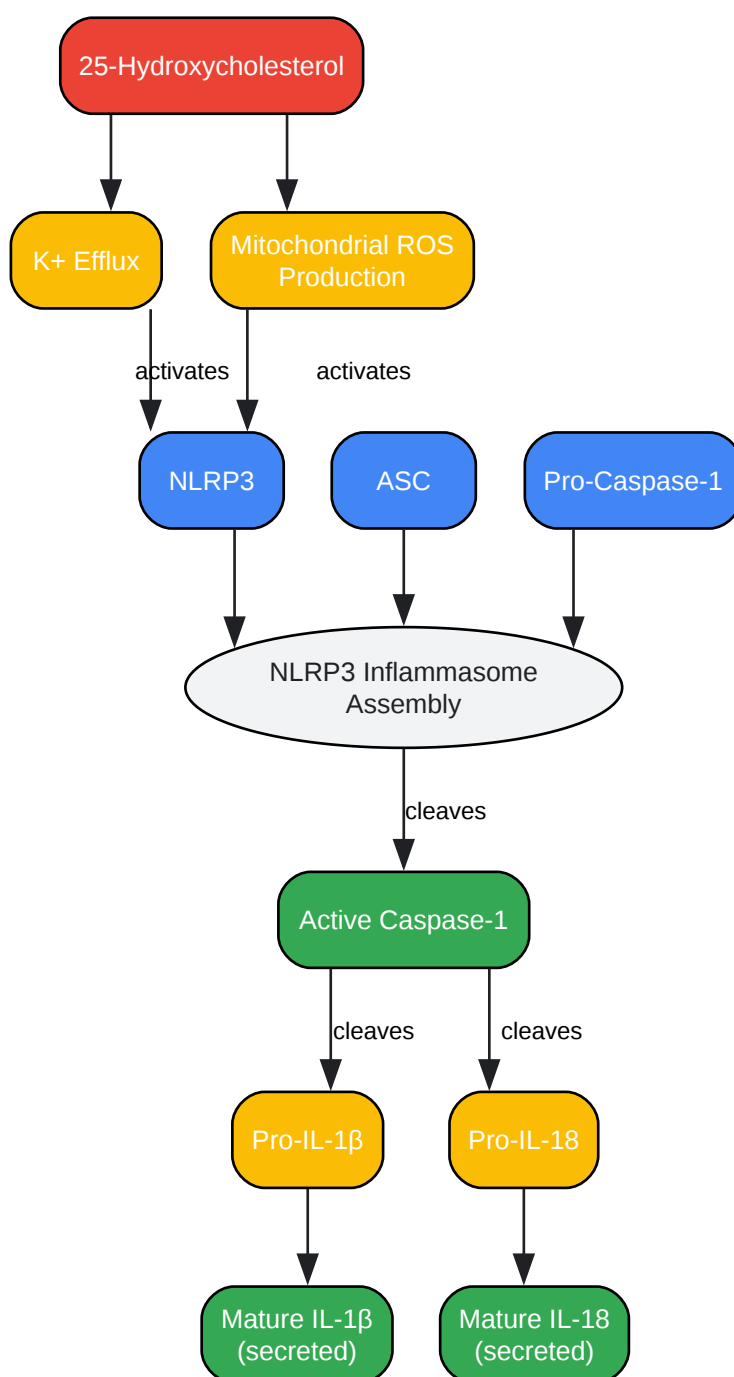 25-Hydroxycholesterol
K+ Efflux
Mitochondrial ROS
Production
activates
activates
NLRP3
ASC
Pro-Caspase-1
NLRP3 Inflammasome
Assembly
cleaves
Active Caspase-1
cleaves
cleaves
Pro-IL-1β
Pro-IL-18
Mature IL-1β
(secreted)
Mature IL-18
(secreted)